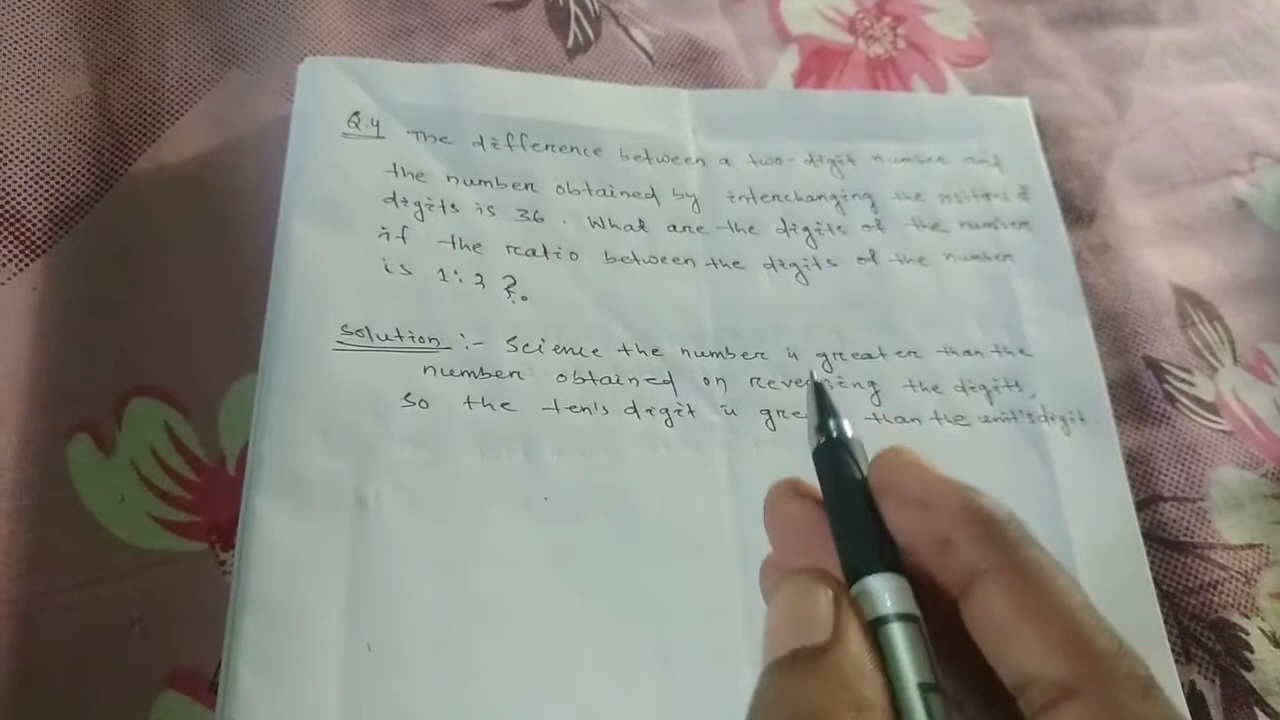 Q.4 The difference between a two-digit number and
the number obtained by interchanging the positions of
digits is 36. What are the digits of the number
if the ratio between the digits of the number
is 1:2 ?.
Solution :- Science the number is greater than the
number obtained on reversing the digits,
so the ten's digit is than the unit's digit.